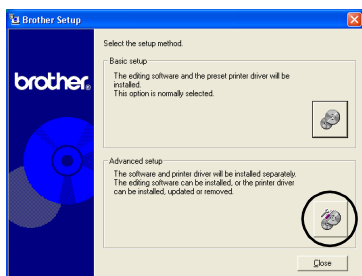 Brother Setup
Select the setup method.
brother.
Basic setup
The editing software and the preset printer driver will be
installed.
This option is normally selected.
Advanced setup
The software and printer driver will be installed separately.
The editing software can be installed, or the printer driver
can be installed, updated or removed.
Close